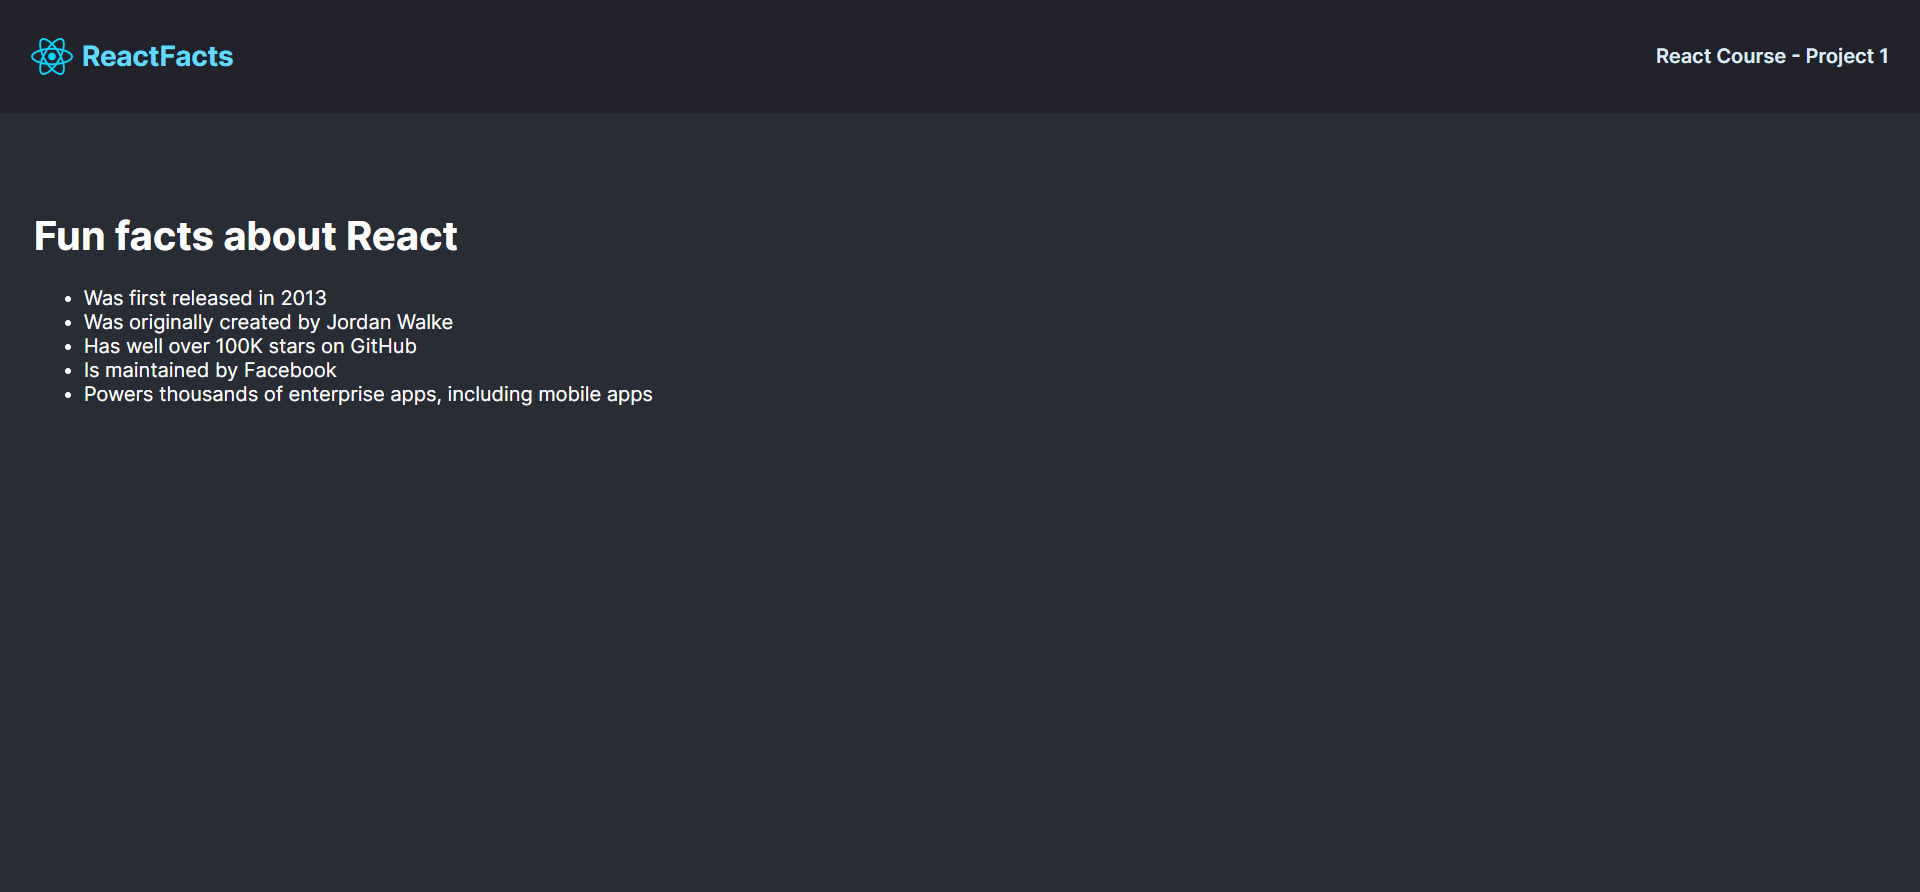 ReactFacts
React Course - Project 1
Fun facts about React
• Was first released in 2013
• Was originally created by Jordan Walke
• Has well over 100K stars on GitHub
• Is maintained by Facebook
• Powers thousands of enterprise apps, including mobile apps